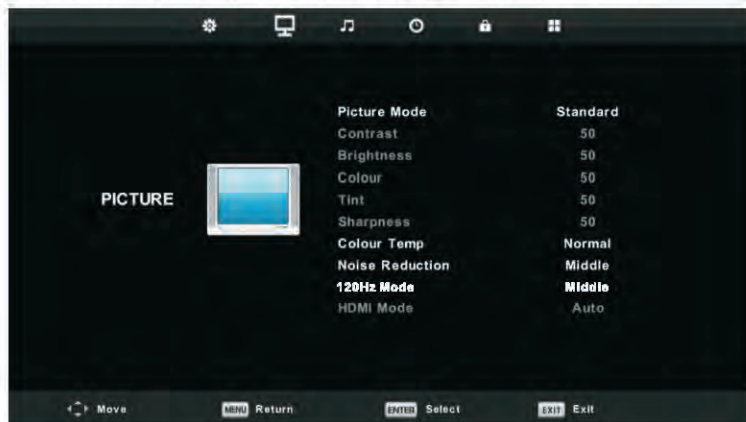 Picture Mode Standard
Contrast 50
Brightness 50
Colour 50
PICTURE
Tint 50
Sharpness 50
Colour Temp Normal
Noise Reduction Middle
120Hz Mode Middle
HDMI Mode Auto
Move MENU Return ENTER Select EXIT Exit